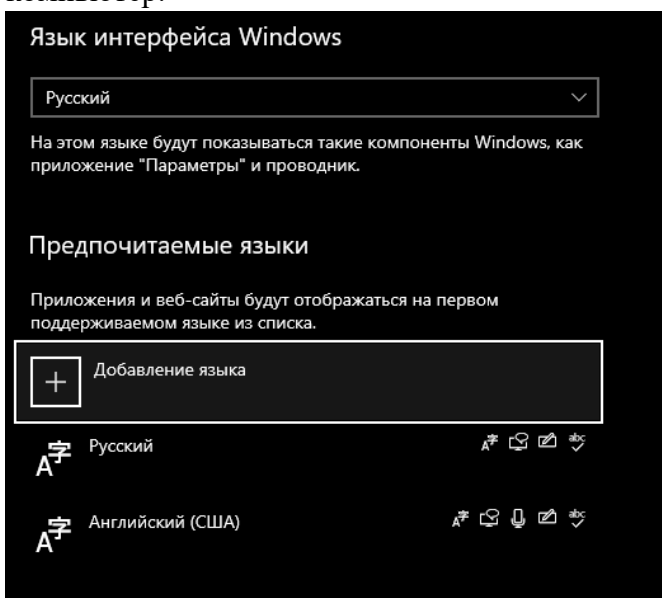 Язык интерфейса Windows
Русский
На этом языке будут показываться такие компоненты Windows, как
приложение "Параметры" и проводник.
Предпочитаемые языки
Приложения и веб-сайты будут отображаться на первом
поддерживаемом языке из списка.
Добавление языка
Русский
Английский (США)